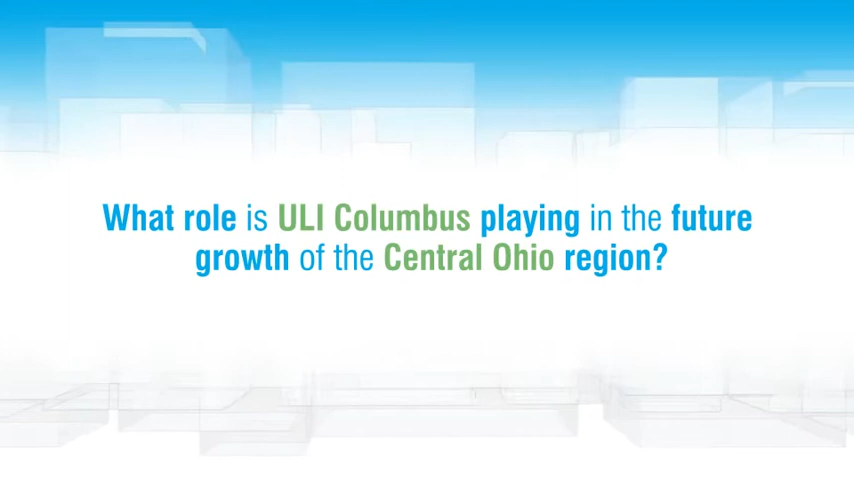 What role is ULI Columbus playing in the future
growth of the Central Ohio region?